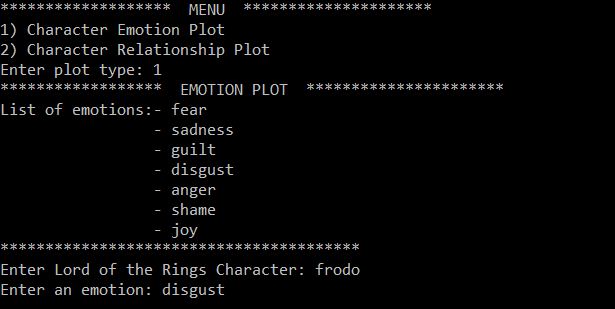 ******************* MENU *********************
1) Character Emotion Plot
2) Character Relationship Plot
Enter plot type: 1
****************** EMOTION PLOT **********************
List of emotions:- fear
- sadness
- guilt
- disgust
- anger
- shame
- joy
****************************************
Enter Lord of the Rings Character: frodo
Enter an emotion: disgust